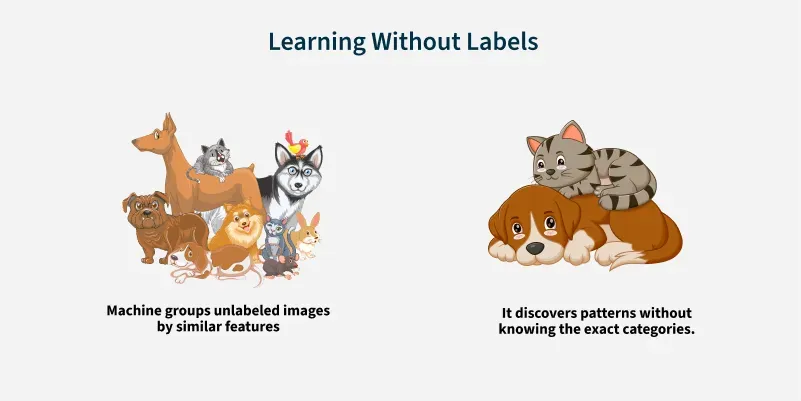 Learning Without Labels
Machine groups unlabeled images
by similar features
It discovers patterns without
knowing the exact categories.